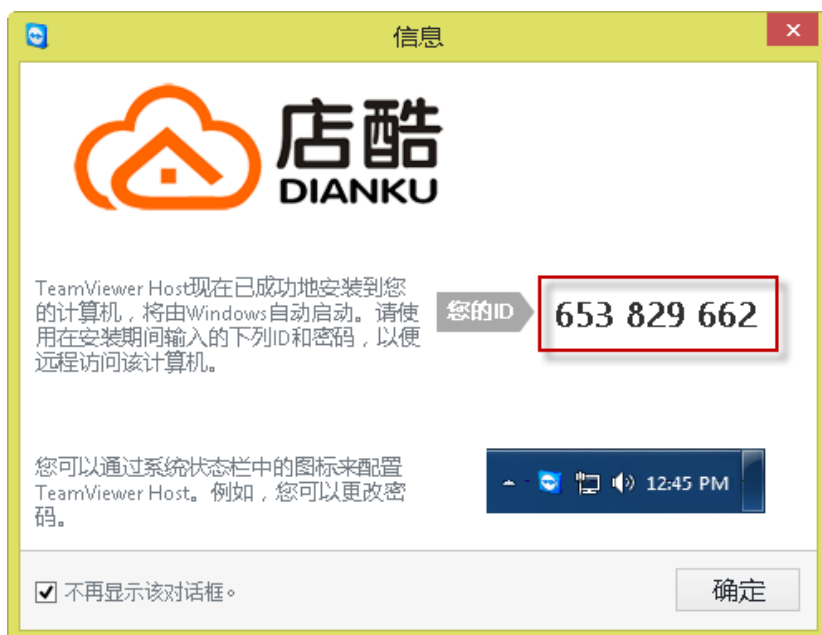 信息
店酷
DIANKU
TeamViewer Host现在已成功地安装到您
的计算机，将由Windows自动启动。请使
用在安装期间输入的下列ID和密码，以便
远程访问该计算机。
您的ID
653 829 662
您可以通过系统状态栏中的图标来配置
TeamViewer Host。例如，您可以更改密
码。
12:45 PM
不再显示该对话框。
确定